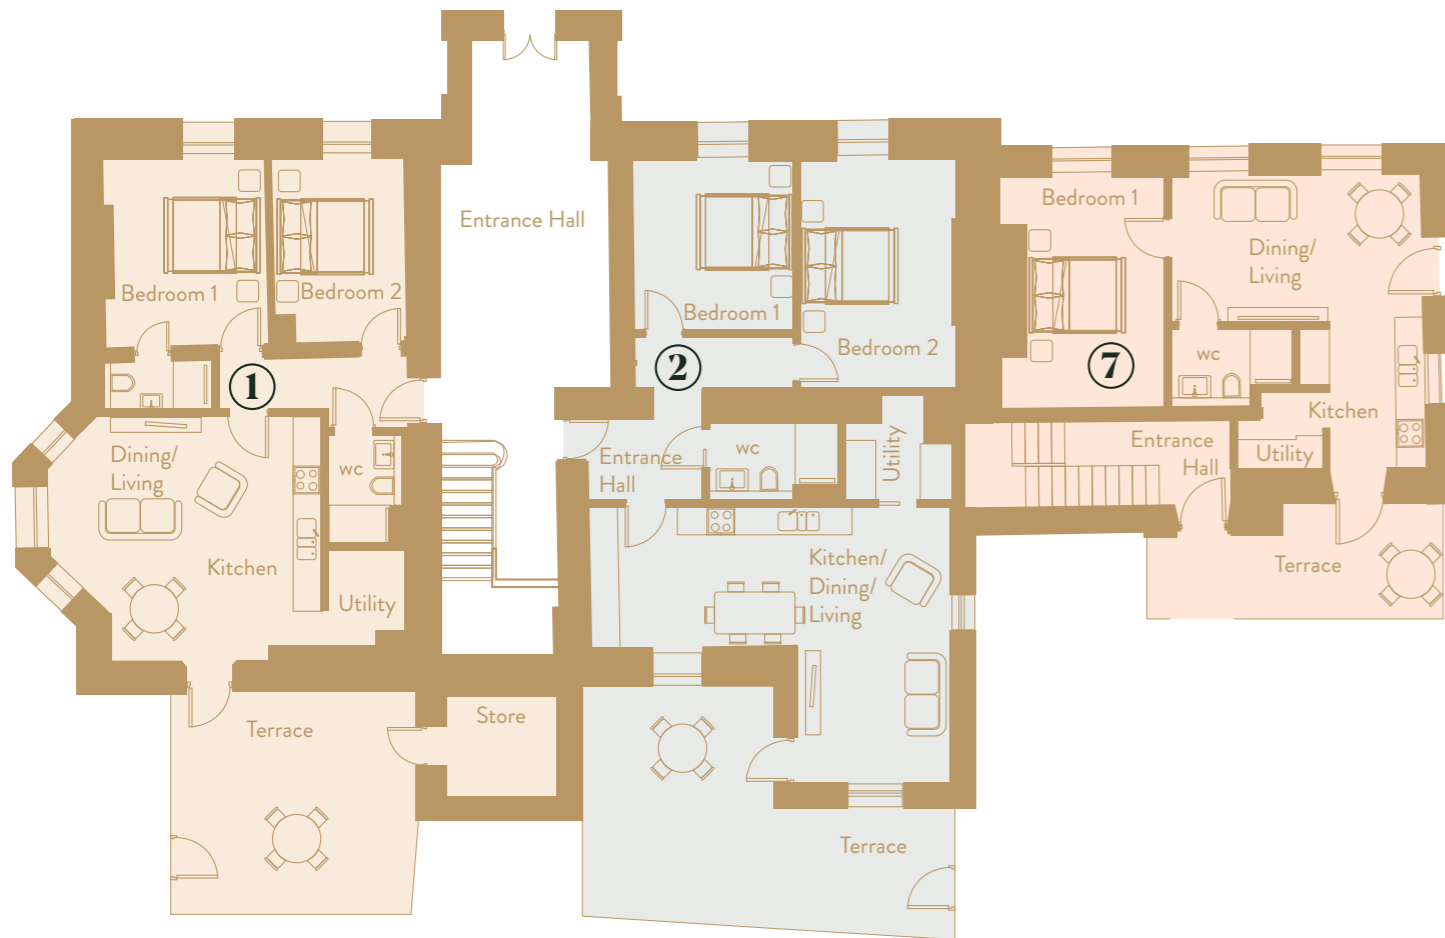 Entrance Hall
Bedroom 1
Bedroom 2
1
Dining/
Living
wc
Kitchen
Utility
Terrace
Store
Bedroom 1
Bedroom 2
2
Entrance
Hall
wc
Utility
Kitchen/
Dining/
Living
Terrace
Bedroom 1
Dining/
Living
7
wc
Kitchen
Entrance
Hall
Utility
Terrace